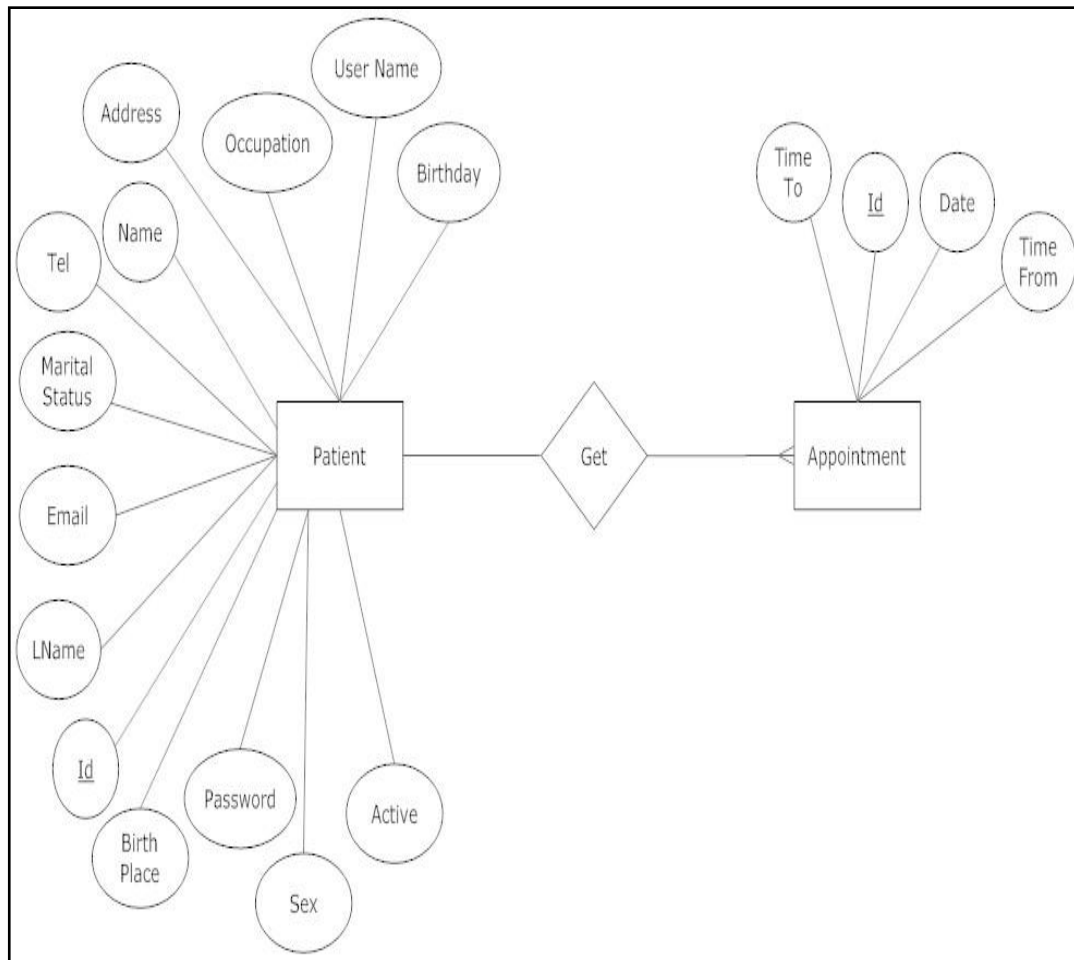 User Name
Address
Occupation
Birthday
Name
Tel
Marital
Status
Email
LName
Id
Birth
Place
Password
Sex
Active
Patient
Get
Appointment
Time
To
Id
Date
Time
From